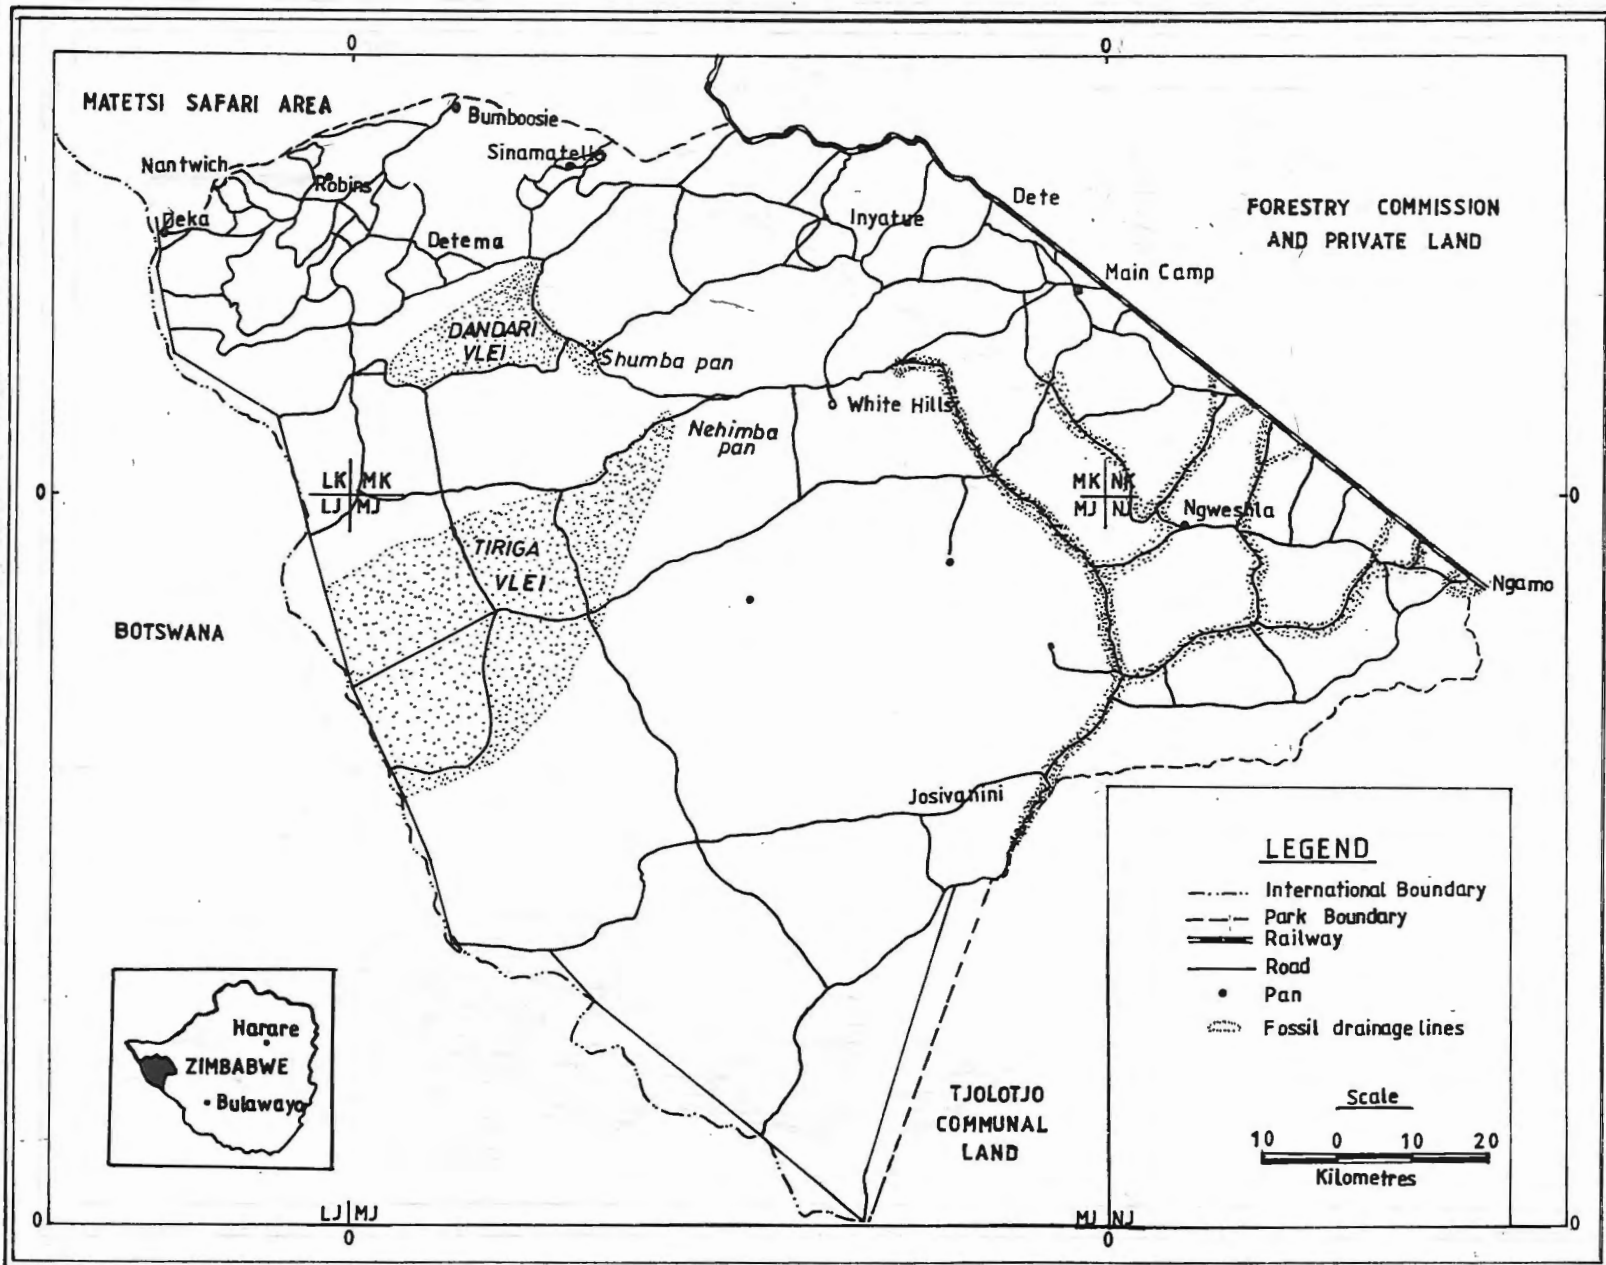 0
0
MATETSI SAFARI AREA
Bumboosie
Sinamatella
Nantwich
Robins
Deka
Dete
Inyatue
Detema
FORESTRY COMMISSION
AND PRIVATE LAND
Main Camp
DANDARI
VLEI
Shumba pan
White Hills
Nehimba
pan
LK MK
LJ MJ
MK NK
MJ NJ
0
0
Ngweshla
TIRIGA
VLEI
Ngamo
BOTSWANA
Josivanini
LEGEND
International Boundary
Park Boundary
Railway
Road
Pan
Fossil drainage lines
Scale
10 0 10 20
Kilometres
Harare
ZIMBABWE
Bulawayo
TJOLOTJO
COMMUNAL
LAND
0
LJ MJ
0
MJ NJ
0
0